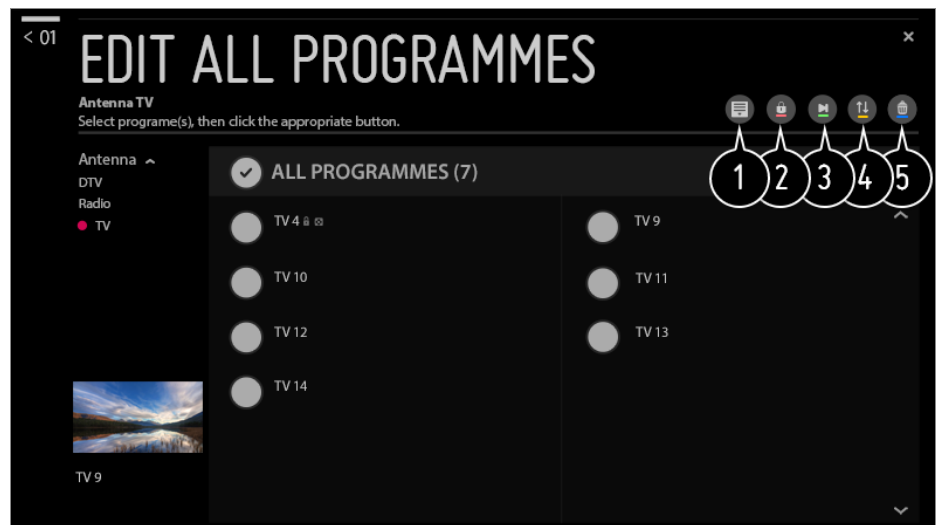 < 01
EDIT ALL PROGRAMMES
Antenna TV
Select programe(s), then click the appropriate button.
1 2 3 4 5
Antenna
DTV
Radio
TV
ALL PROGRAMMES (7)
TV 4
TV 9
TV 10
TV 11
TV 12
TV 13
TV 14
TV 9